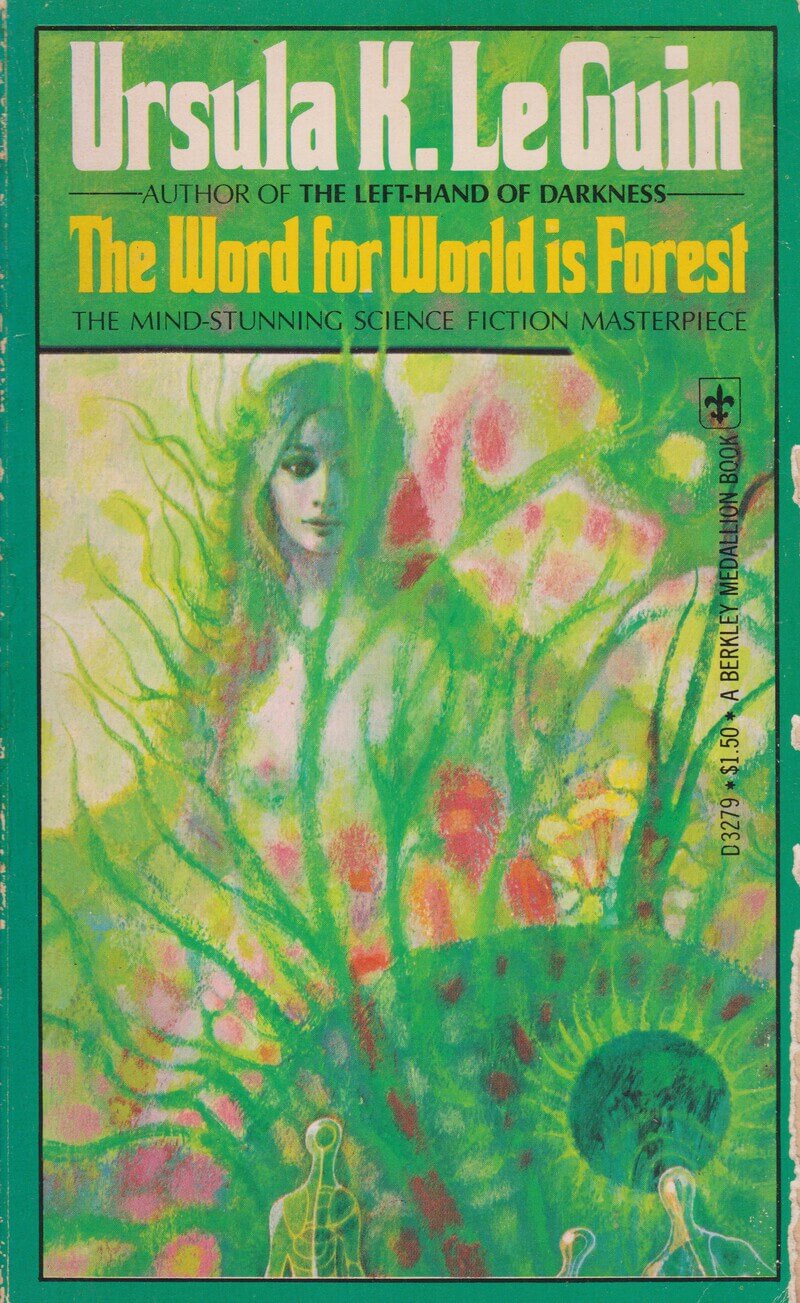 Ursula K. Le Guin
AUTHOR OF THE LEFT-HAND OF DARKNESS
The Word for World is Forest
THE MIND-STUNNING SCIENCE FICTION MASTERPIECE
D3279 * $1.50 * A BERKLEY MEDALLION BOOK